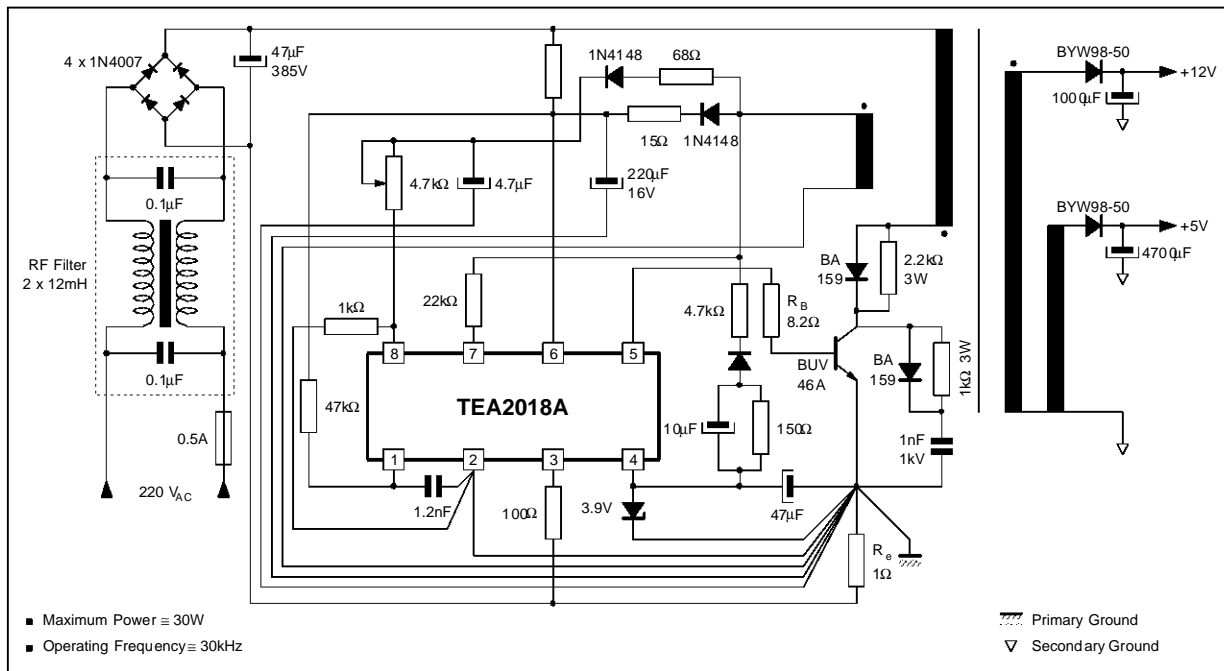 4 x 1N4007
47µF
385V
1N4148
68Ω
15Ω
1N4148
BYW98-50
+12V
1000µF
0.1µF
4.7kΩ
4.7µF
220µF
16V
BYW98-50
+5V
4700µF
RF Filter
2 x 12mH
BA
159
2.2kΩ
3W
1kΩ
22kΩ
4.7kΩ
R_B
8.2Ω
8
7
6
5
0.1µF
BUV
46A
BA
159
1kΩ 3W
TEA2018A
47kΩ
0.5A
10µF
150Ω
1nF
1kV
1
2
3
4
220 V_AC
1.2nF
100Ω
3.9V
47µF
R_e
1Ω
■ Maximum Power ≅ 30W
■ Operating Frequency ≅ 30kHz
Primary Ground
Secondary Ground